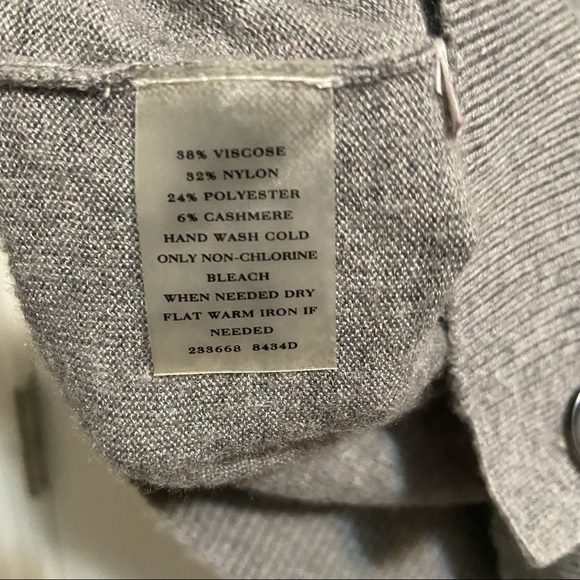 38% VISCOSE
32% NYLON
24% POLYESTER
6% CASHMERE
HAND WASH COLD
ONLY NON-CHLORINE
BLEACH
WHEN NEEDED DRY
FLAT WARM IRON IF
NEEDED
233668 8434D